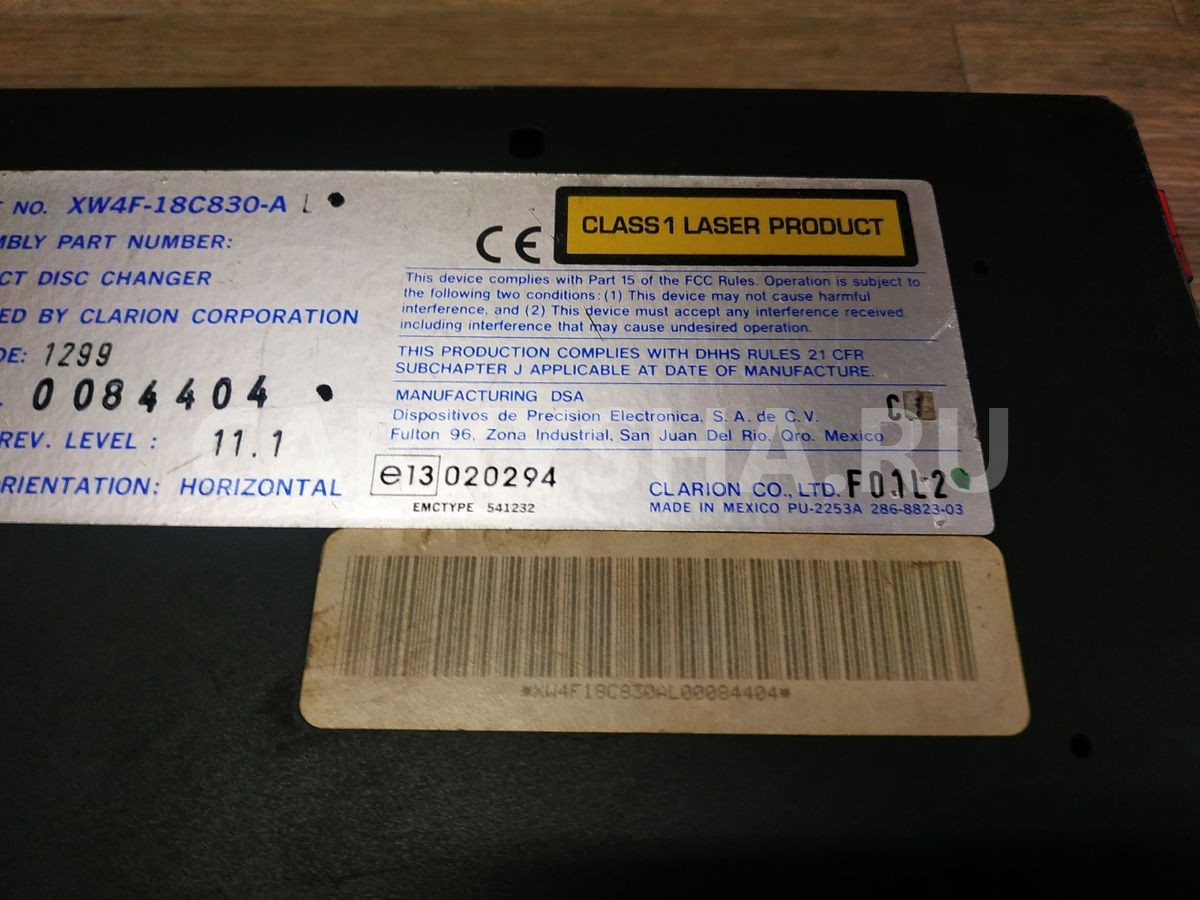 NO. XW4F-18C830-A L
MBLY PART NUMBER:
CT DISC CHANGER
ED BY CLARION CORPORATION
DE: 1299
0084404
REV. LEVEL : 11.1
RIENTATION: HORIZONTAL
CE
CLASS 1 LASER PRODUCT
This device complies with Part 15 of the FCC Rules. Operation is subject to
the following two conditions: (1) This device may not cause harmful
interference, and (2) This device must accept any interference received,
including interference that may cause undesired operation.
THIS PRODUCTION COMPLIES WITH DHHS RULES 21 CFR
SUBCHAPTER J APPLICABLE AT DATE OF MANUFACTURE.
MANUFACTURING DSA
Dispositivos de Precision Electronica, S. A. de C. V.
Fulton 96, Zona Industrial, San Juan Del Rio, Qro. Mexico
e13 020294
EMCTYPE 541232
CLARION CO., LTD. F01L2
MADE IN MEXICO PU-2253A 286-8823-03
*XW4F18C830AL00084404*